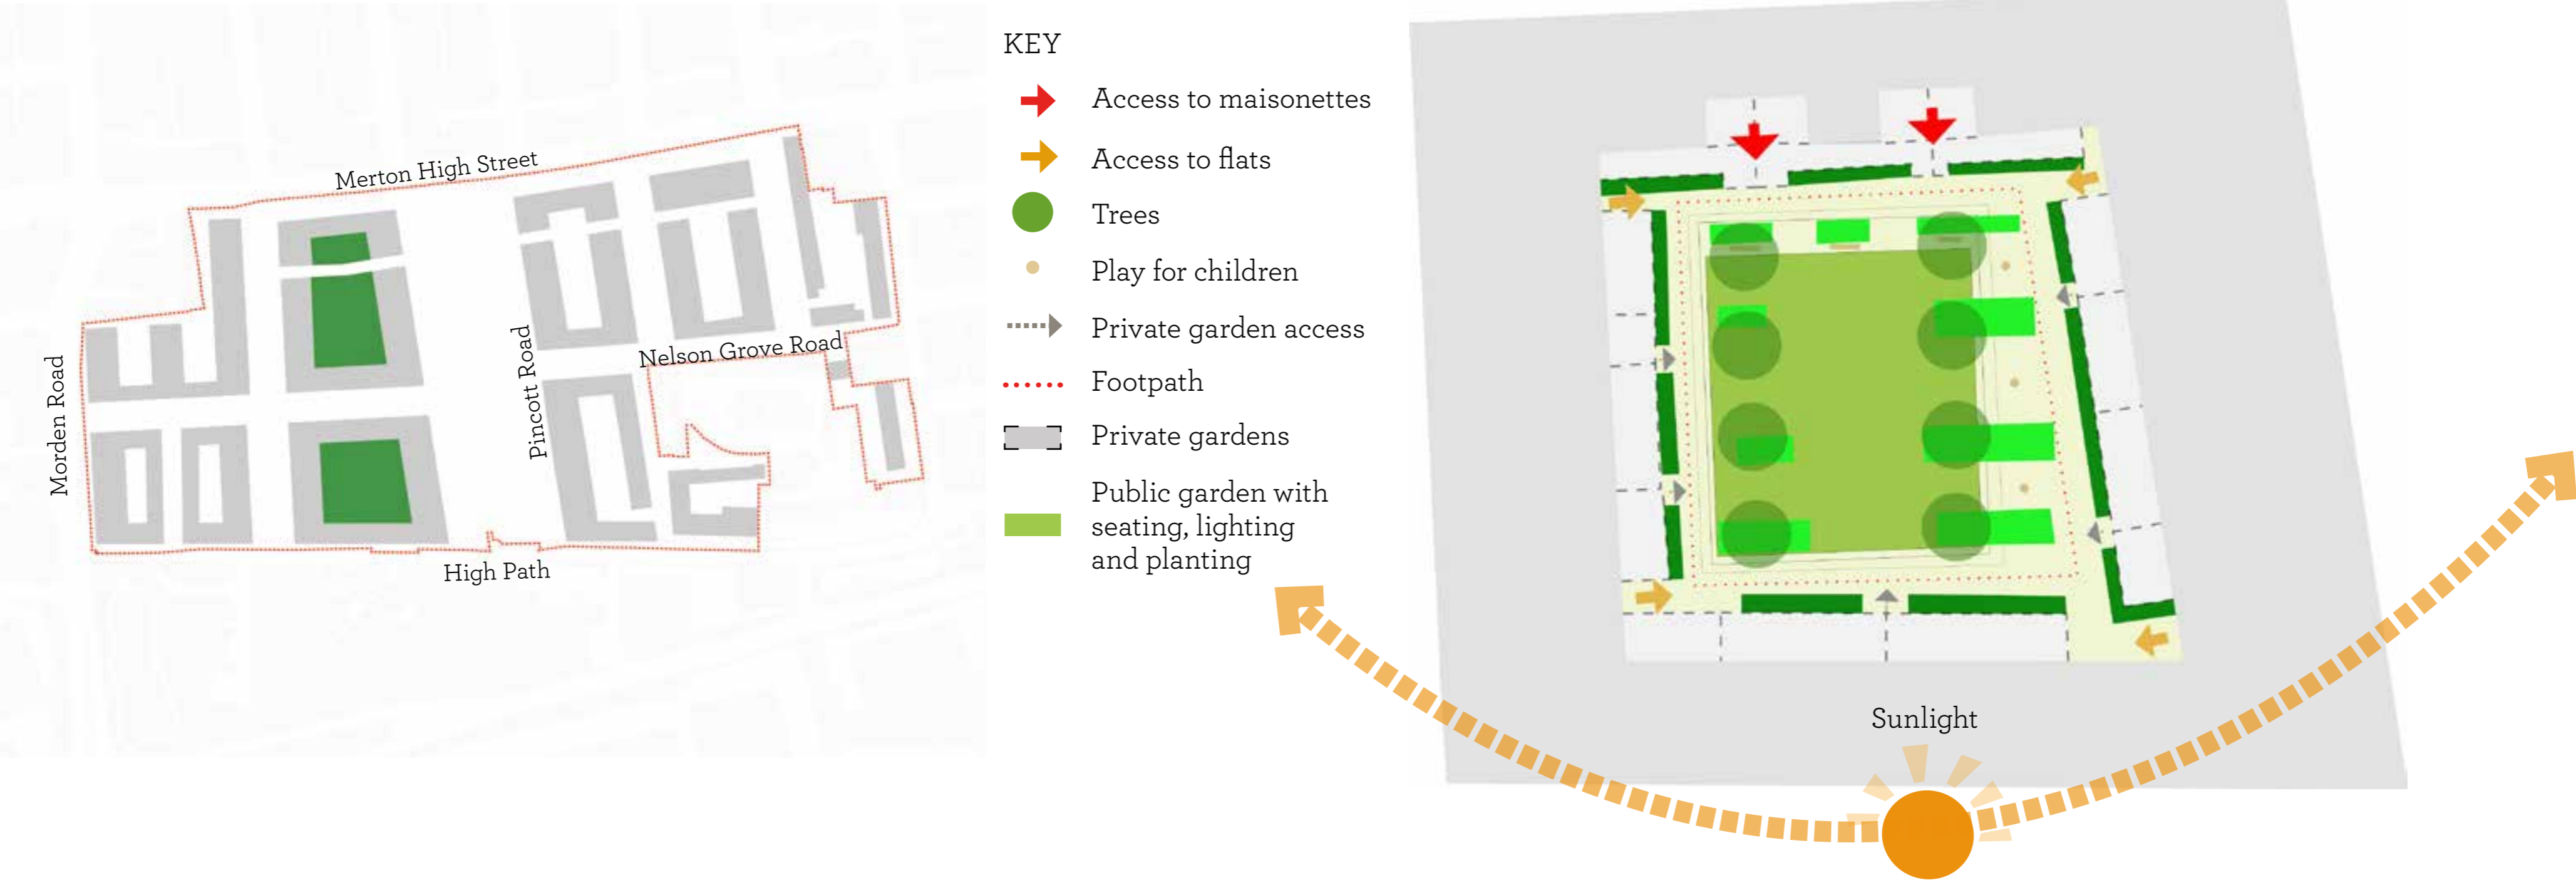 Merton High Street
Morden Road
Pincott Road
Nelson Grove Road
High Path
KEY
Access to maisonettes
Access to flats
Trees
Play for children
Private garden access
Footpath
Private gardens
Public garden with
seating, lighting
and planting
Sunlight